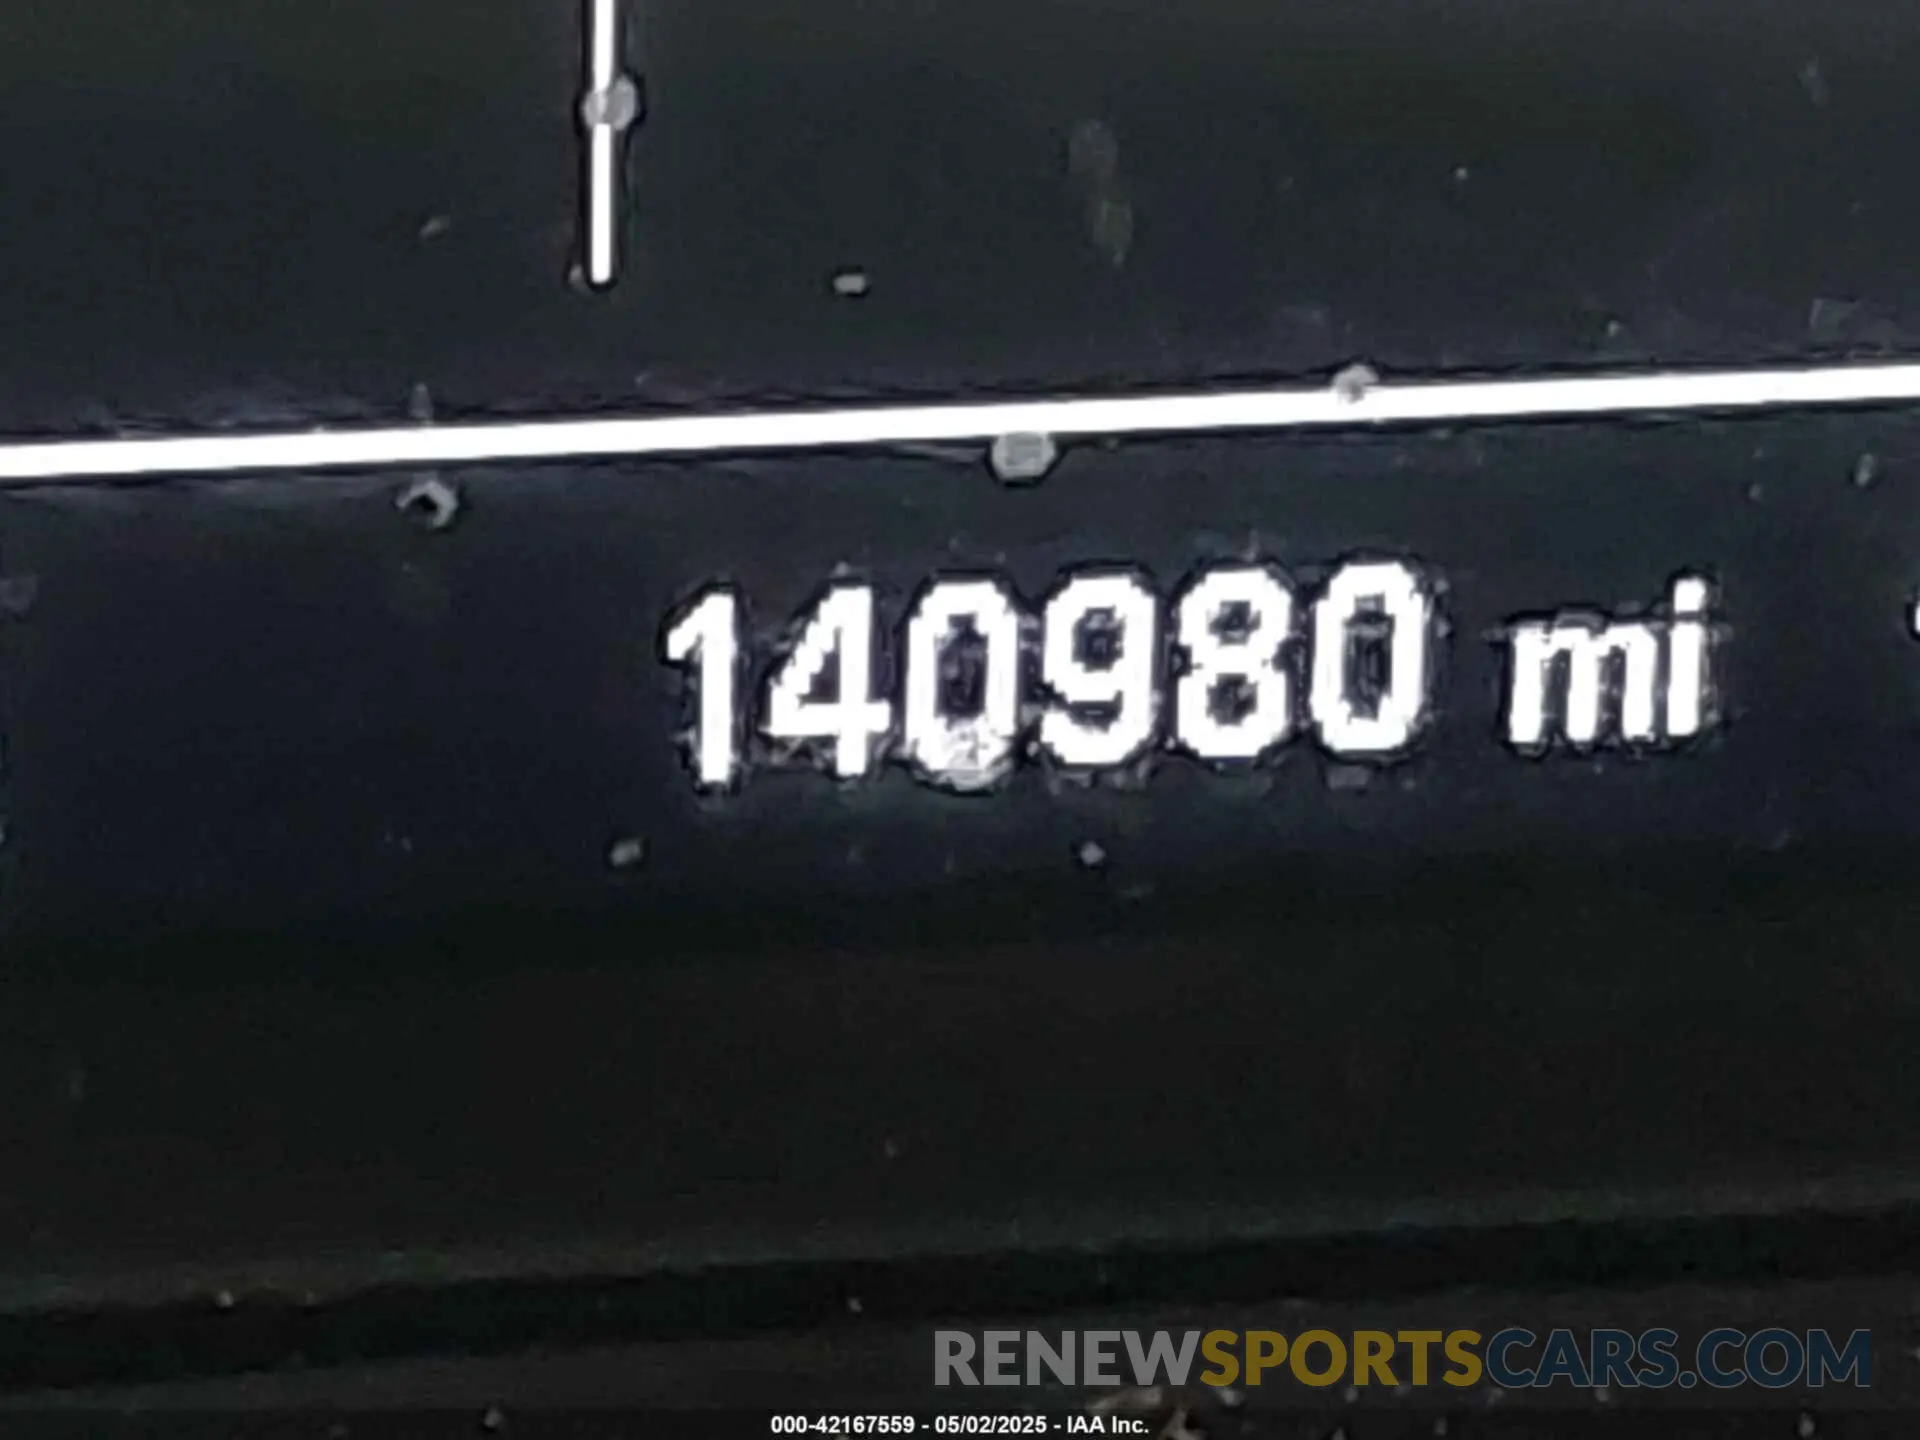 140980 mi
RENEWSPORTSCARS.COM
000-42167559 - 05/02/2025 - IAA Inc.